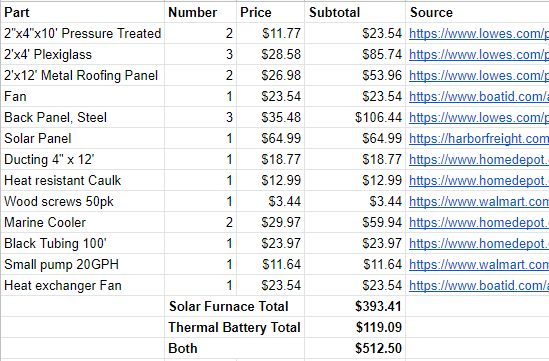 Part Number Price Subtotal Source
2"x4"x10' Pressure Treated 2 $11.77 $23.54 https://www.lowes.com/p
2'x4' Plexiglass 3 $28.58 $85.74 https://www.lowes.com/p
2'x12' Metal Roofing Panel 2 $26.98 $53.96 https://www.lowes.com/p
Fan 1 $23.54 $23.54 https://www.boatid.com/a
Back Panel, Steel 3 $35.48 $106.44 https://www.lowes.com/p
Solar Panel 1 $64.99 $64.99 https://harborfreight.com
Ducting 4" x 12' 1 $18.77 $18.77 https://www.homedepot.
Heat resistant Caulk 1 $12.99 $12.99 https://www.homedepot.
Wood screws 50pk 1 $3.44 $3.44 https://www.walmart.com
Marine Cooler 2 $29.97 $59.94 https://www.homedepot.
Black Tubing 100' 1 $23.97 $23.97 https://www.homedepot.
Small pump 20GPH 1 $11.64 $11.64 https://www.walmart.com
Heat exchanger Fan 1 $23.54 $23.54 https://www.boatid.com/a
Solar Furnace Total $393.41
Thermal Battery Total $119.09
Both $512.50